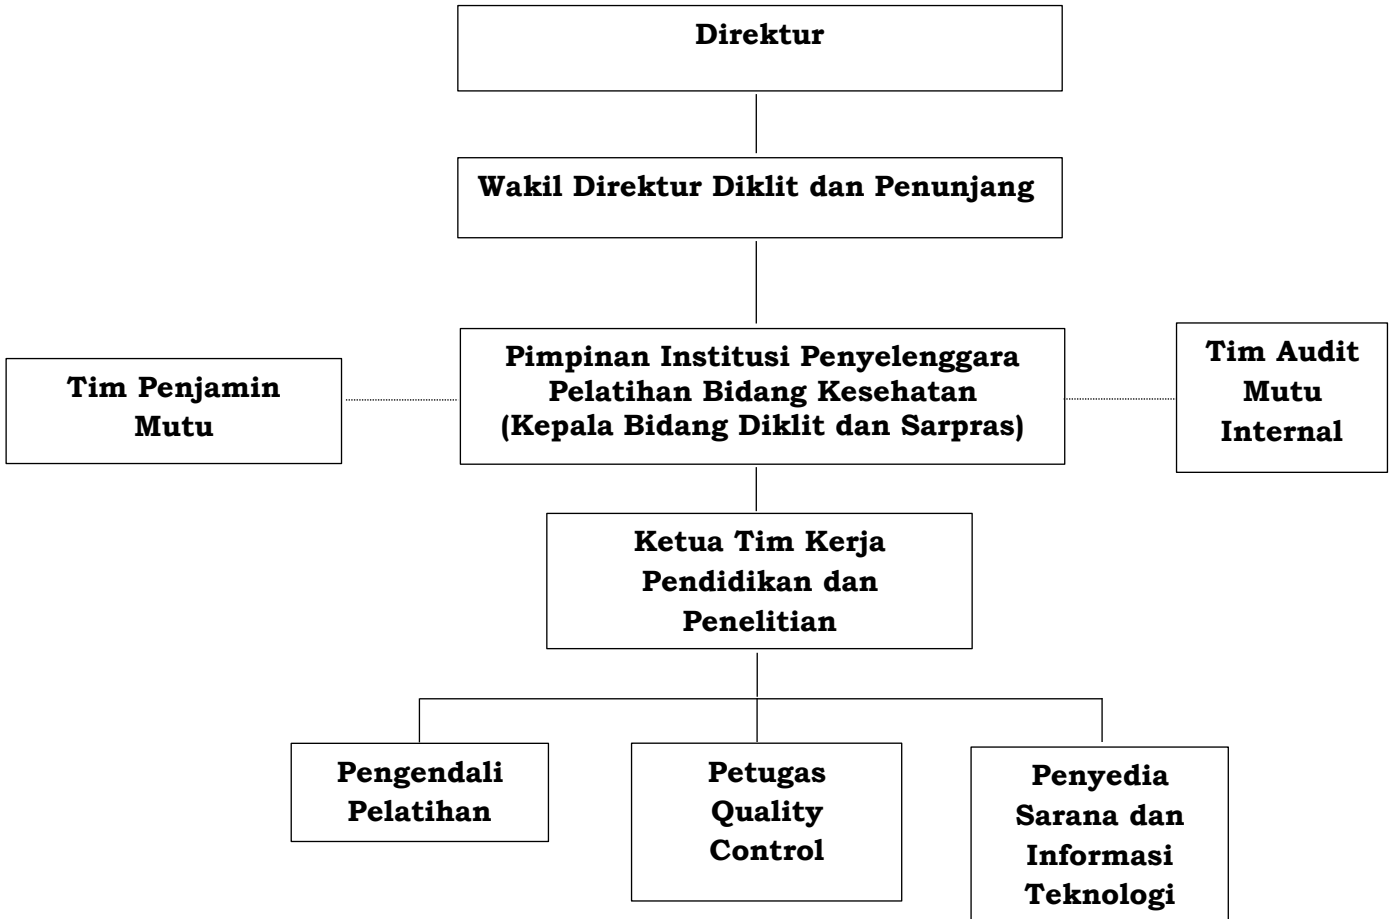 Direktur
Wakil Direktur Diklit dan Penunjang
Pimpinan Institusi Penyelenggara
Pelatihan Bidang Kesehatan
(Kepala Bidang Diklit dan Sarpras)
Tim Penjamin
Mutu
Tim Audit
Mutu
Internal
Ketua Tim Kerja
Pendidikan dan
Penelitian
Pengendali
Pelatihan
Petugas
Quality
Control
Penyedia
Sarana dan
Informasi
Teknologi